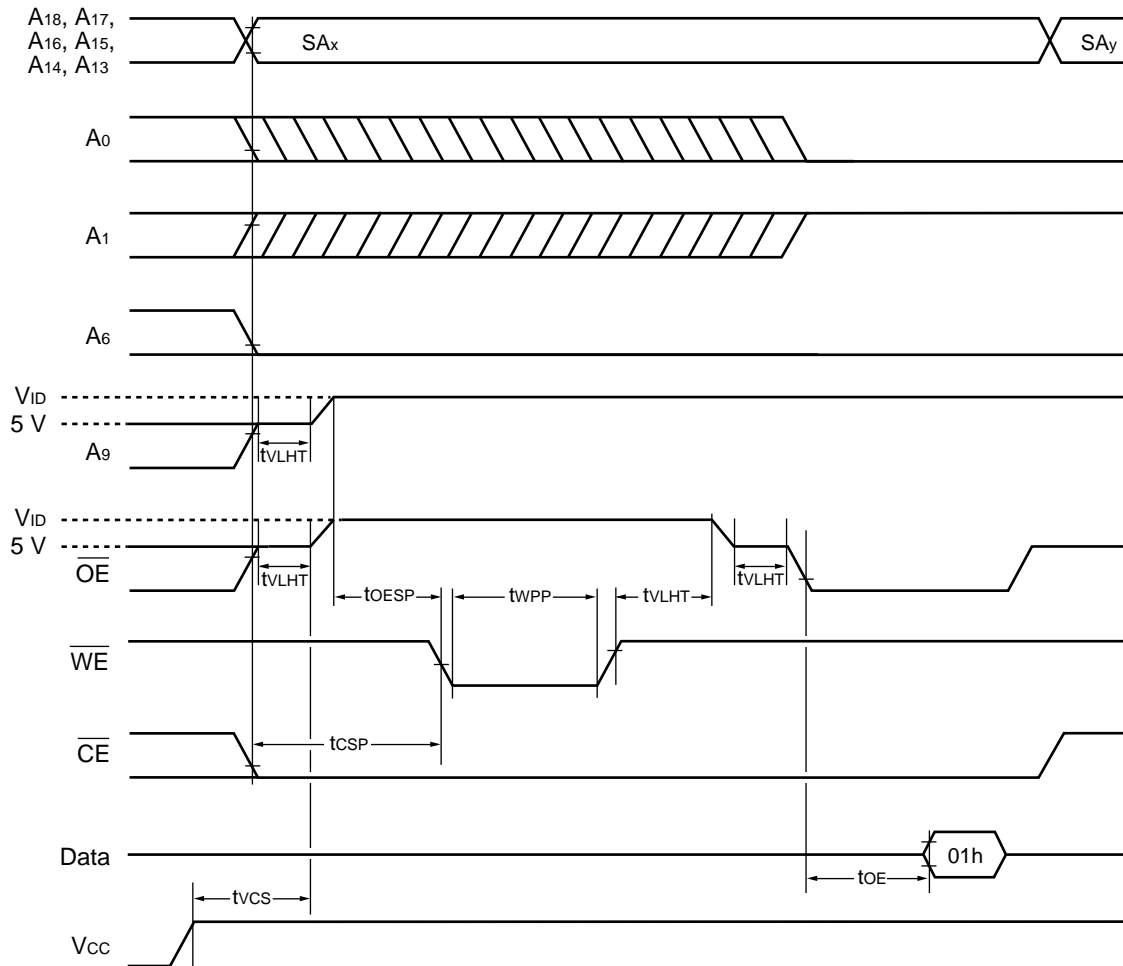 A18, A17,
A16, A15,
A14, A13
SAx
SAy
A0
A1
A6
VID
5 V
A9
tVLHT
VID
5 V
OE
tVLHT
tVLHT
tOESP
tWPP
tVLHT
WE
CE
tCSP
Data
01h
tOE
tVCS
VCC